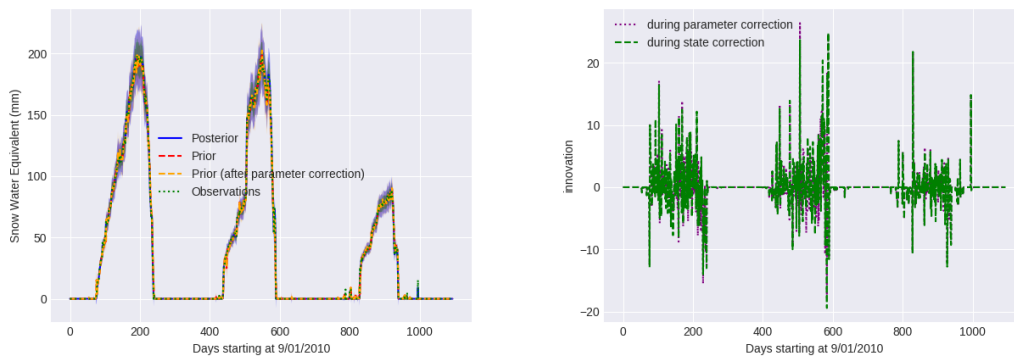 200
150
100
50
0
Snow Water Equivalent (mm)
Posterior
Prior
Prior (after parameter correction)
Observations
0 200 400 600 800 1000
Days starting at 9/01/2010
during parameter correction
during state correction
20
10
0
−10
−20
innovation
0 200 400 600 800 1000
Days starting at 9/01/2010